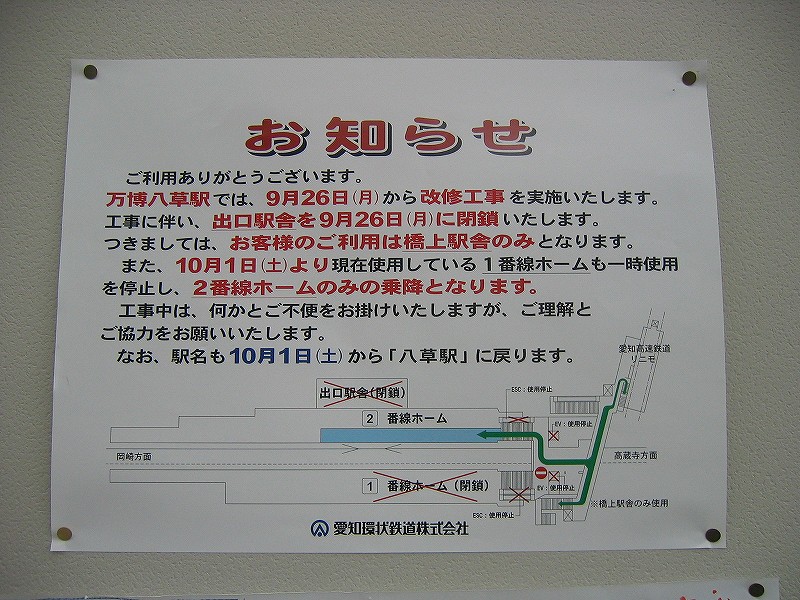 お知らせ
ご利用ありがとうございます。
万博八草駅では、9月26日(月)から改修工事を実施いたします。
工事に伴い、出口駅舎を9月26日(月)に閉鎖いたします。
つきましては、お客様のご利用は橋上駅舎のみとなります。
また、10月1日(土)より現在使用している1番線ホームも一時使用
を停止し、2番線ホームのみの乗降となります。
工事中は、何かとご不便をお掛けいたしますが、ご理解と
ご協力をお願いいたします。
なお、駅名も10月1日(土)から「八草駅」に戻ります。
愛知高速鉄道
リニモ
出口駅舎(閉鎖)
ESC:使用停止
2 番線ホーム
EV:使用停止
岡崎方面
高蔵寺方面
1 番線ホーム(閉鎖)
EV:使用停止
※橋上駅舎のみ使用
ESC:使用停止
愛知環状鉄道株式会社